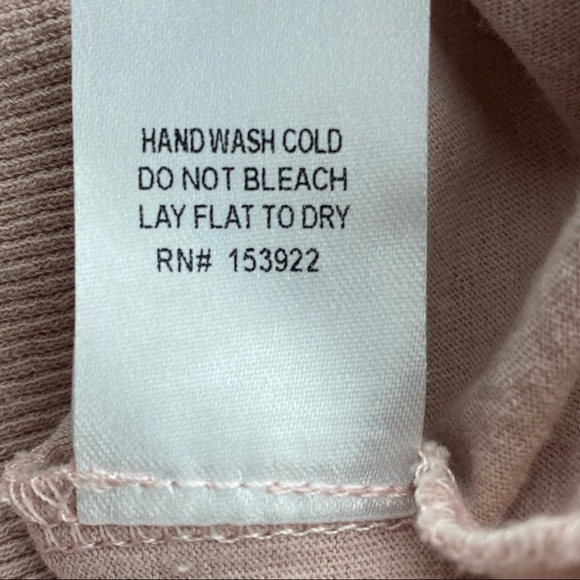 HAND WASH COLD
DO NOT BLEACH
LAY FLAT TO DRY
RN# 153922